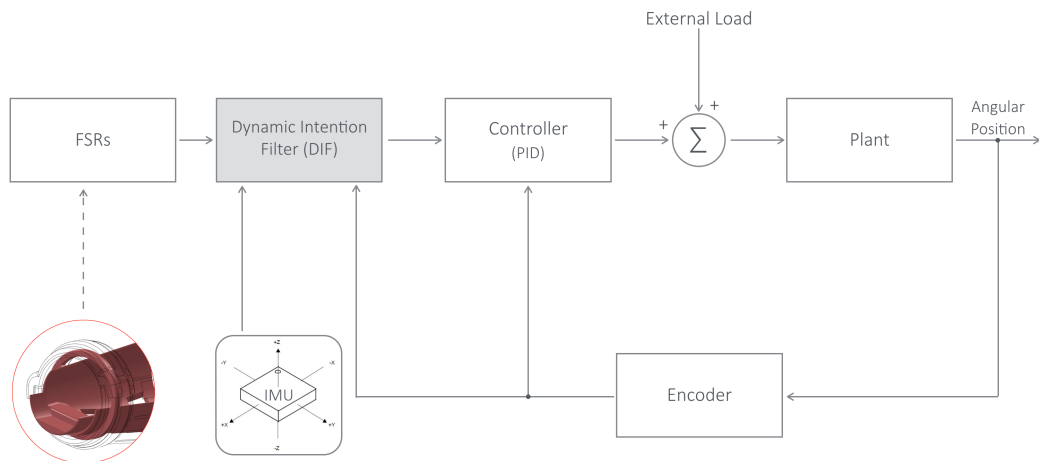 External Load
FSRs
Dynamic Intention
Filter (DIF)
Controller
(PID)
+
+
Σ
Plant
Angular
Position
+Z
-Y
-X
IMU
+X
+Y
-Z
Encoder